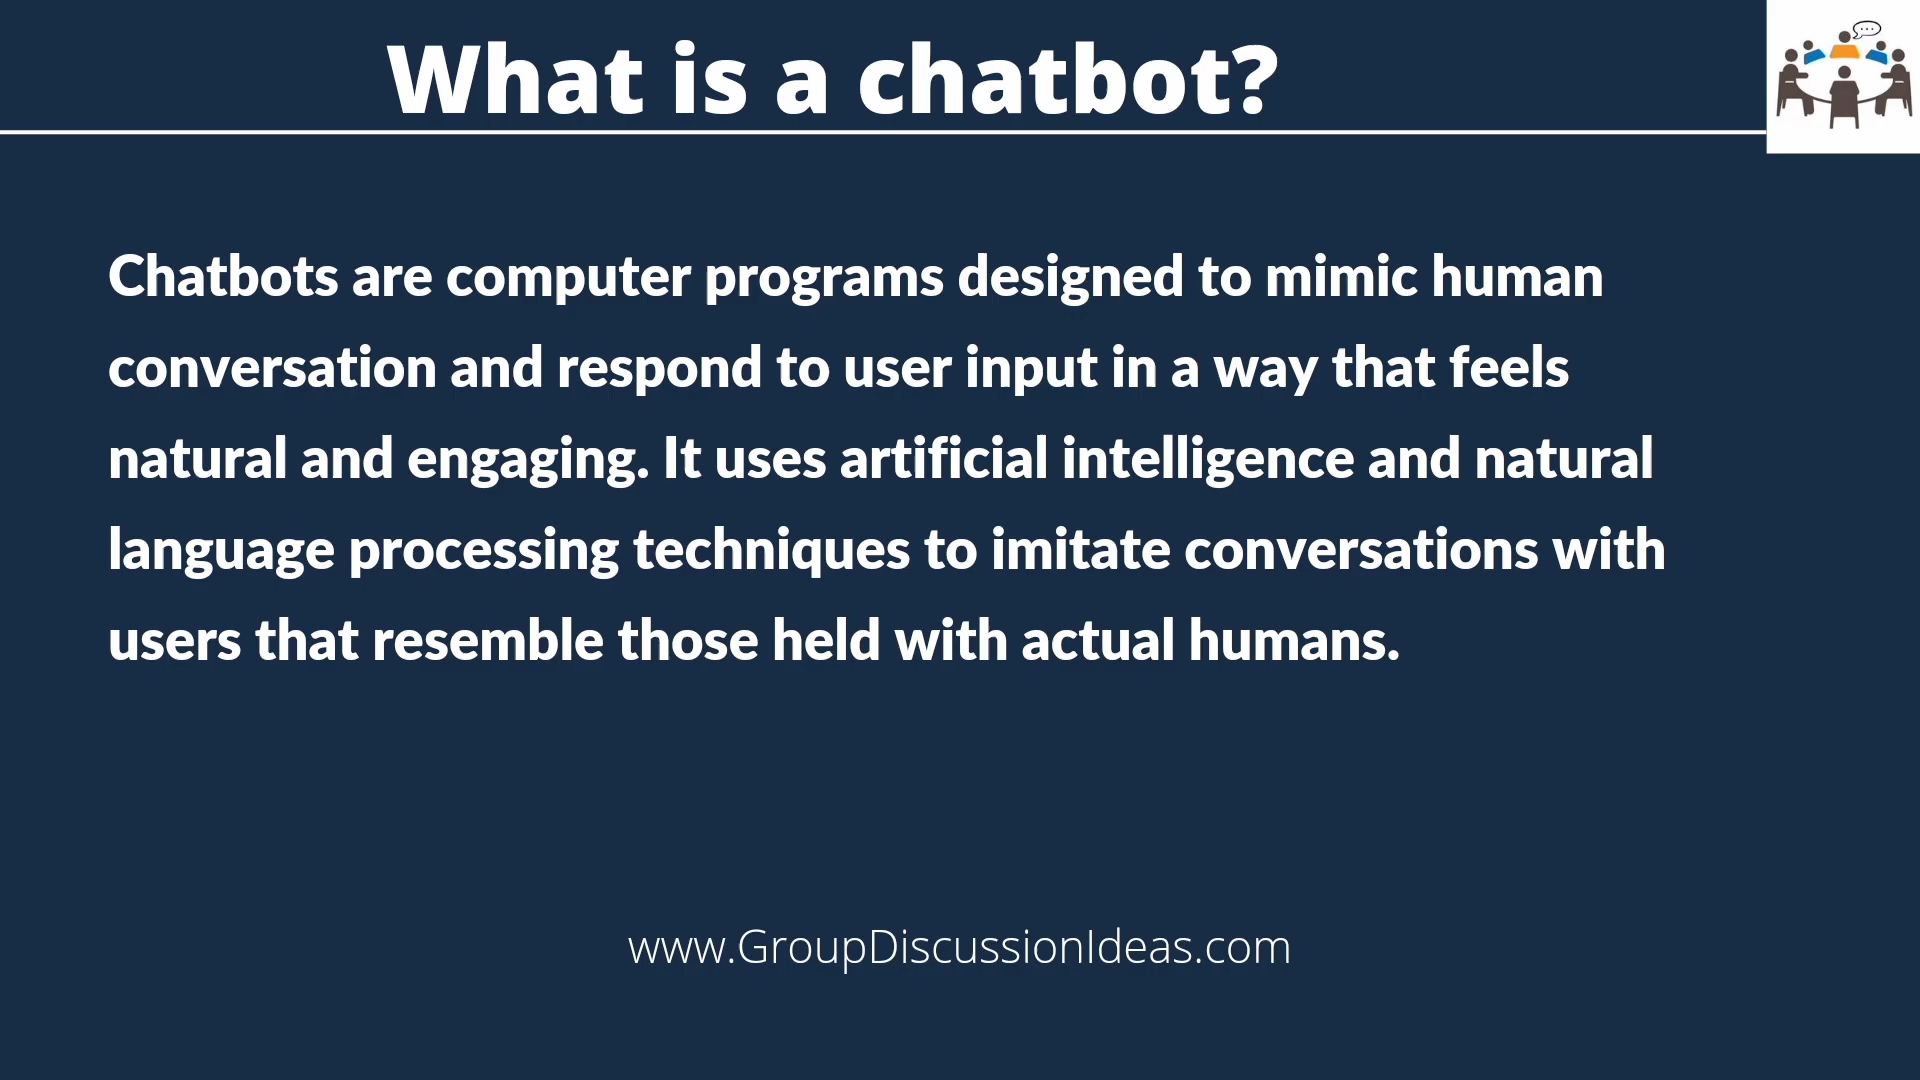 What is a chatbot?
Chatbots are computer programs designed to mimic human
conversation and respond to user input in a way that feels
natural and engaging. It uses artificial intelligence and natural
language processing techniques to imitate conversations with
users that resemble those held with actual humans.
www.GroupDiscussionIdeas.com